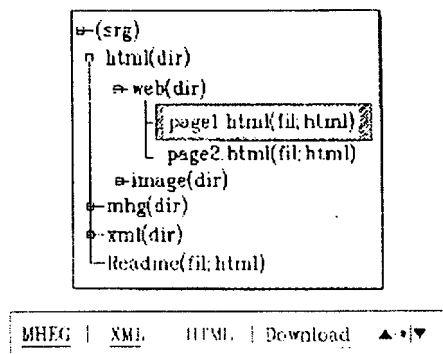 (srg)
html(dir)
web(dir)
page1.html(fil;html)
page2.html(fil;html)
image(dir)
mhg(dir)
xml(dir)
Readme(fil;html)
MHEG | XML HTML | Download